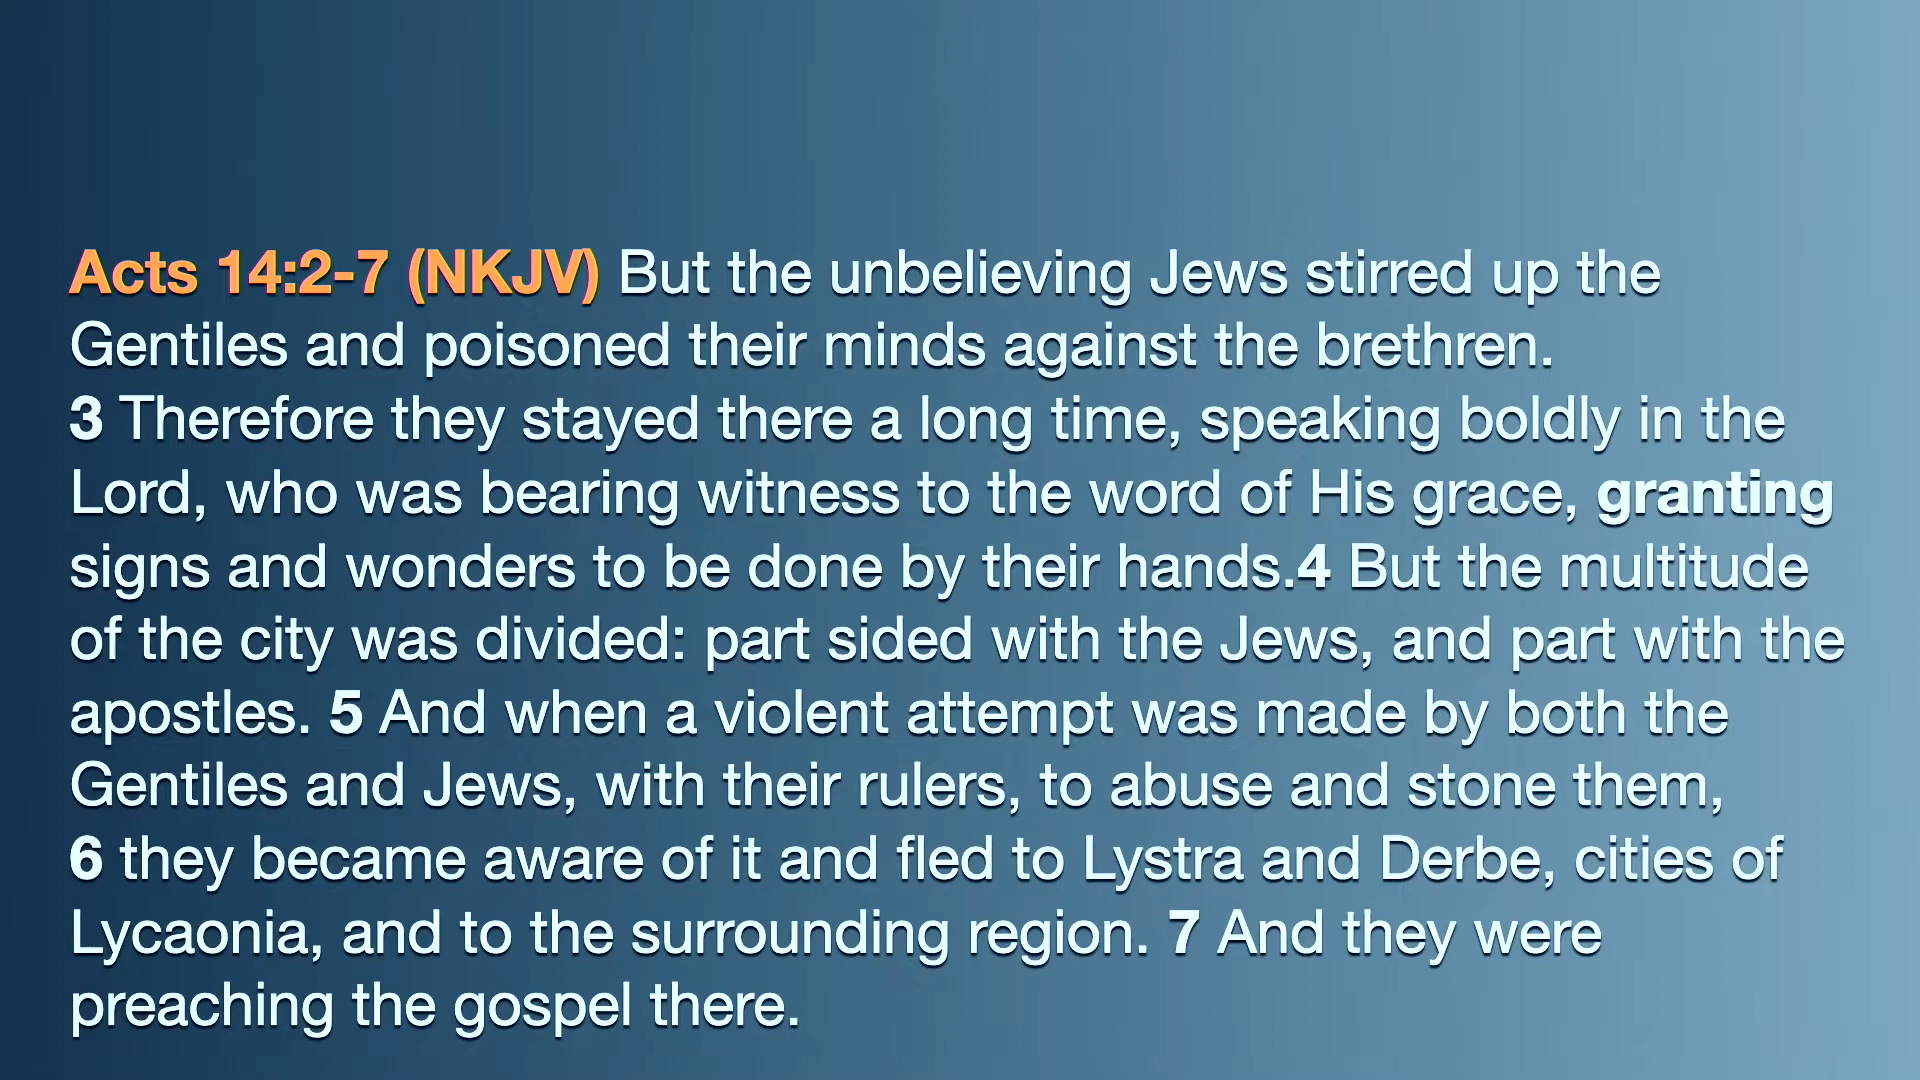 Acts 14:2-7 (NKJV) But the unbelieving Jews stirred up the
Gentiles and poisoned their minds against the brethren.
3 Therefore they stayed there a long time, speaking boldly in the
Lord, who was bearing witness to the word of His grace, granting
signs and wonders to be done by their hands.4 But the multitude
of the city was divided: part sided with the Jews, and part with the
apostles. 5 And when a violent attempt was made by both the
Gentiles and Jews, with their rulers, to abuse and stone them,
6 they became aware of it and fled to Lystra and Derbe, cities of
Lycaonia, and to the surrounding region. 7 And they were
preaching the gospel there.